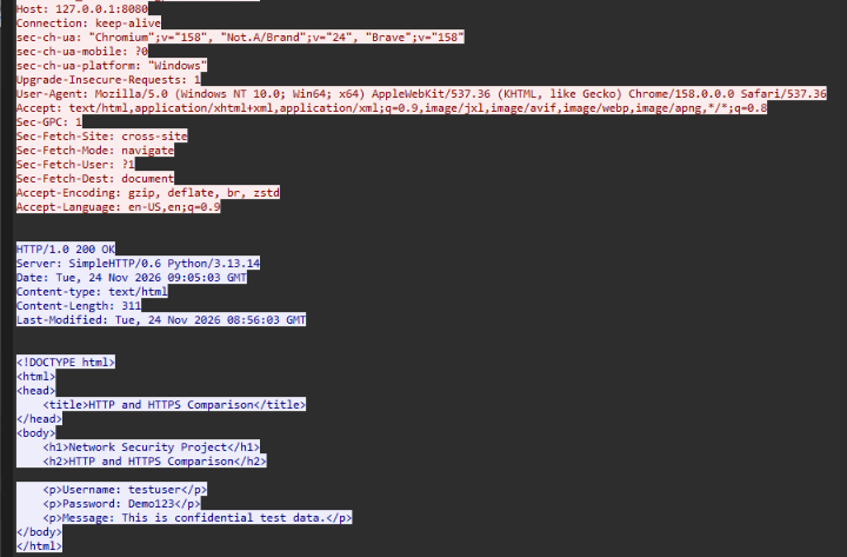 Host: 127.0.0.1:8080
Connection: keep-alive
sec-ch-ua: "Chromium";v="158", "Not.A/Brand";v="24", "Brave";v="158"
sec-ch-ua-mobile: ?0
sec-ch-ua-platform: "Windows"
Upgrade-Insecure-Requests: 1
User-Agent: Mozilla/5.0 (Windows NT 10.0; Win64; x64) AppleWebKit/537.36 (KHTML, like Gecko) Chrome/158.0.0.0 Safari/537.36
Accept: text/html,application/xhtml+xml,application/xml;q=0.9,image/jxl,image/avif,image/webp,image/apng,*/*;q=0.8
Sec-GPC: 1
Sec-Fetch-Site: cross-site
Sec-Fetch-Mode: navigate
Sec-Fetch-User: ?1
Sec-Fetch-Dest: document
Accept-Encoding: gzip, deflate, br, zstd
Accept-Language: en-US,en;q=0.9
HTTP/1.0 200 OK
Server: SimpleHTTP/0.6 Python/3.13.14
Date: Tue, 24 Nov 2026 09:05:03 GMT
Content-type: text/html
Content-Length: 311
Last-Modified: Tue, 24 Nov 2026 08:56:03 GMT
<!DOCTYPE html>
<html>
<head>
    <title>HTTP and HTTPS Comparison</title>
</head>
<body>
    <h1>Network Security Project</h1>
    <h2>HTTP and HTTPS Comparison</h2>
    <p>Username: testuser</p>
    <p>Password: Demo123</p>
    <p>Message: This is confidential test data.</p>
</body>
</html>